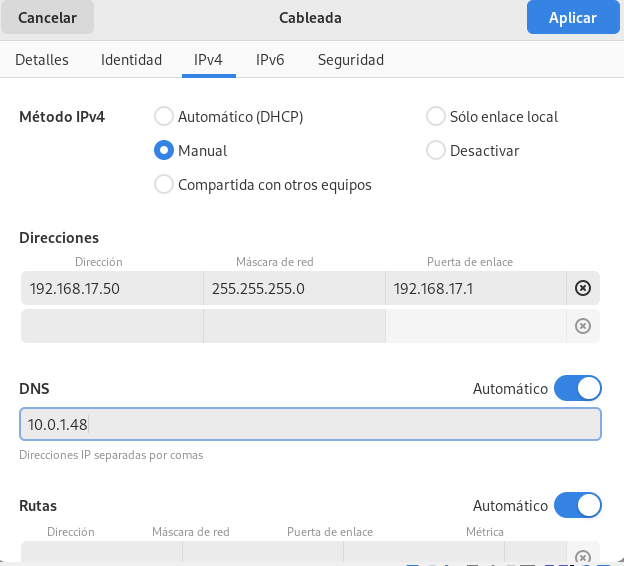 Cancelar Cableada Aplicar
Detalles Identidad IPv4 IPv6 Seguridad
Método IPv4 Automático (DHCP) Sólo enlace local
Manual Desactivar
Compartida con otros equipos
Direcciones
Dirección Máscara de red Puerta de enlace
192.168.17.50 255.255.255.0 192.168.17.1
DNS Automático
10.0.1.48
Direcciones IP separadas por comas
Rutas Automático
Dirección Máscara de red Puerta de enlace Métrica